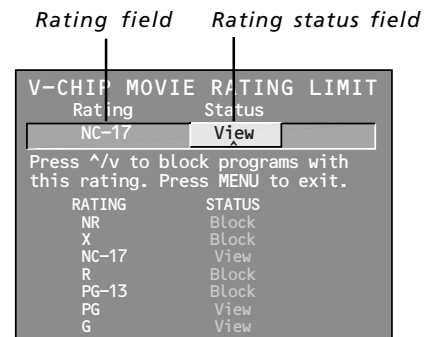 Rating field Rating status field
V-CHIP MOVIE RATING LIMIT
Rating Status
NC-17 View
^
Press ^/v to block programs with
this rating. Press MENU to exit.
RATING STATUS
NR Block
X Block
NC-17 View
R Block
PG-13 Block
PG View
G View